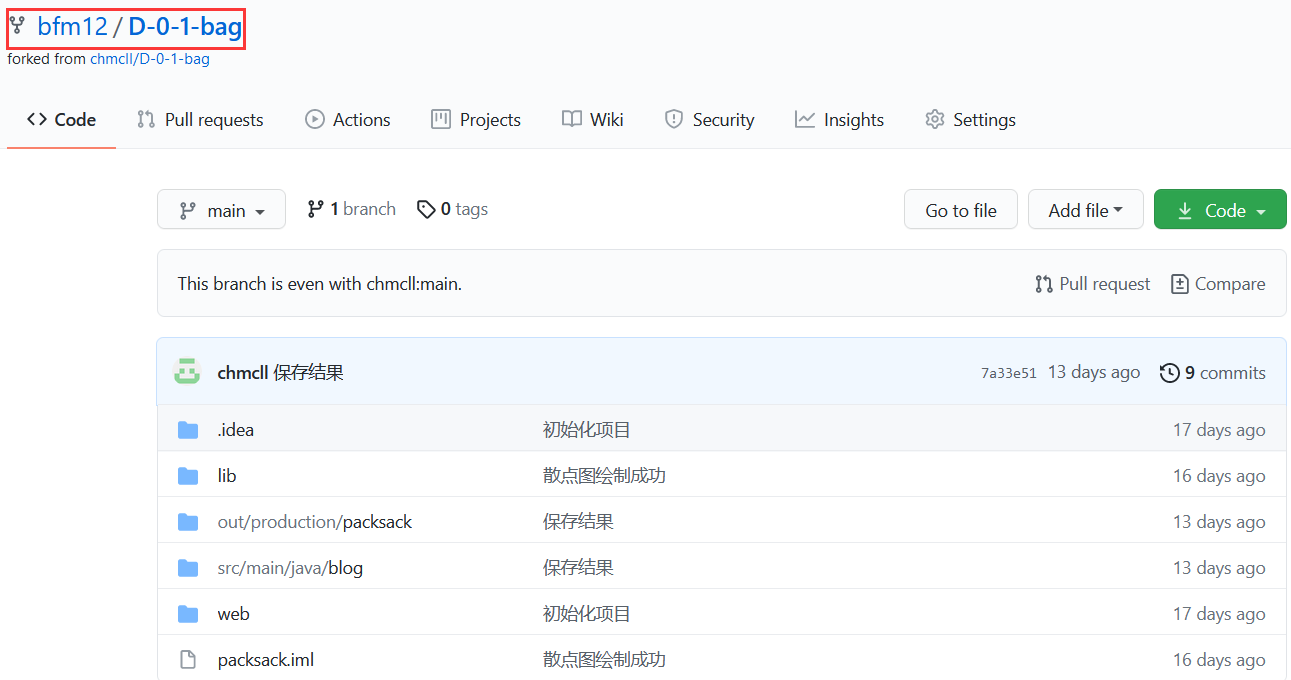 bfm12 / D-0-1-bag
forked from chmcll/D-0-1-bag
Code Pull requests Actions Projects Wiki Security Insights Settings
main 1 branch 0 tags Go to file Add file Code
This branch is even with chmcll:main. Pull request Compare
chmcll 保存结果 7a33e51 13 days ago 9 commits
.idea 初始化项目 17 days ago
lib 散点图绘制成功 16 days ago
out/production/packsack 保存结果 13 days ago
src/main/java/blog 保存结果 13 days ago
web 初始化项目 17 days ago
packsack.iml 散点图绘制成功 16 days ago